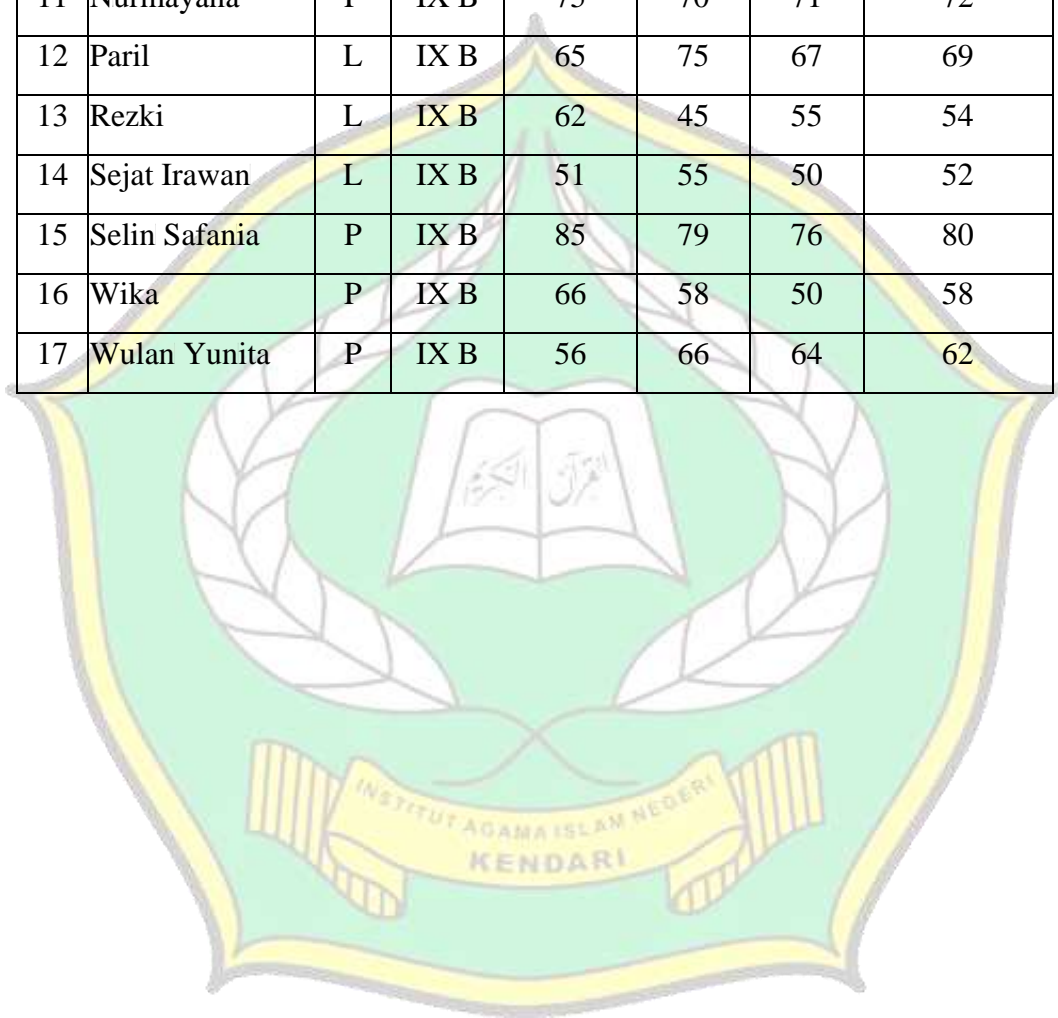 12 Paril L IX B 65 75 67 69
13 Rezki L IX B 62 45 55 54
14 Sejat Irawan L IX B 51 55 50 52
15 Selin Safania P IX B 85 79 76 80
16 Wika P IX B 66 58 50 58
17 Wulan Yunita P IX B 56 66 64 62
القرآن الكريم
INSTITUT AGAMA ISLAM NEGERI
KENDARI